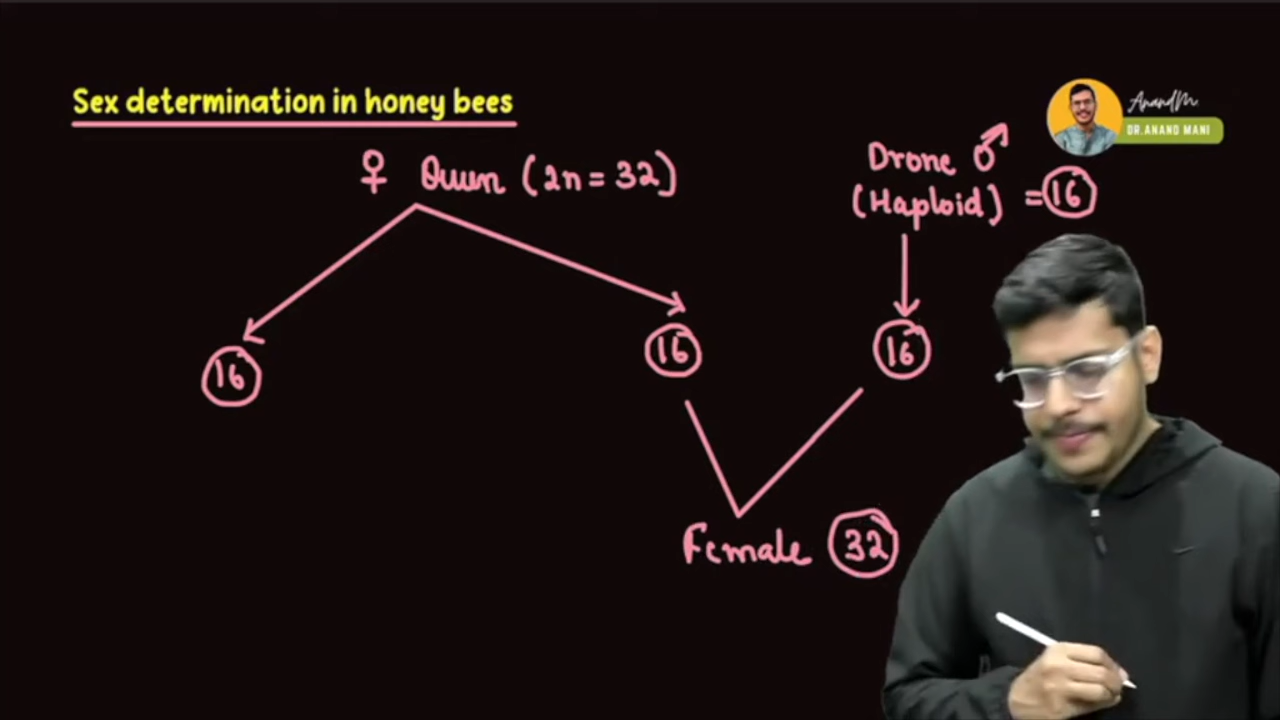 Sex determination in honey bees
AnandM.
DR.ANAND MANI
♀ Queen (2n = 32)
Drone ♂
(Haploid) = 16
16
16
16
Female 32